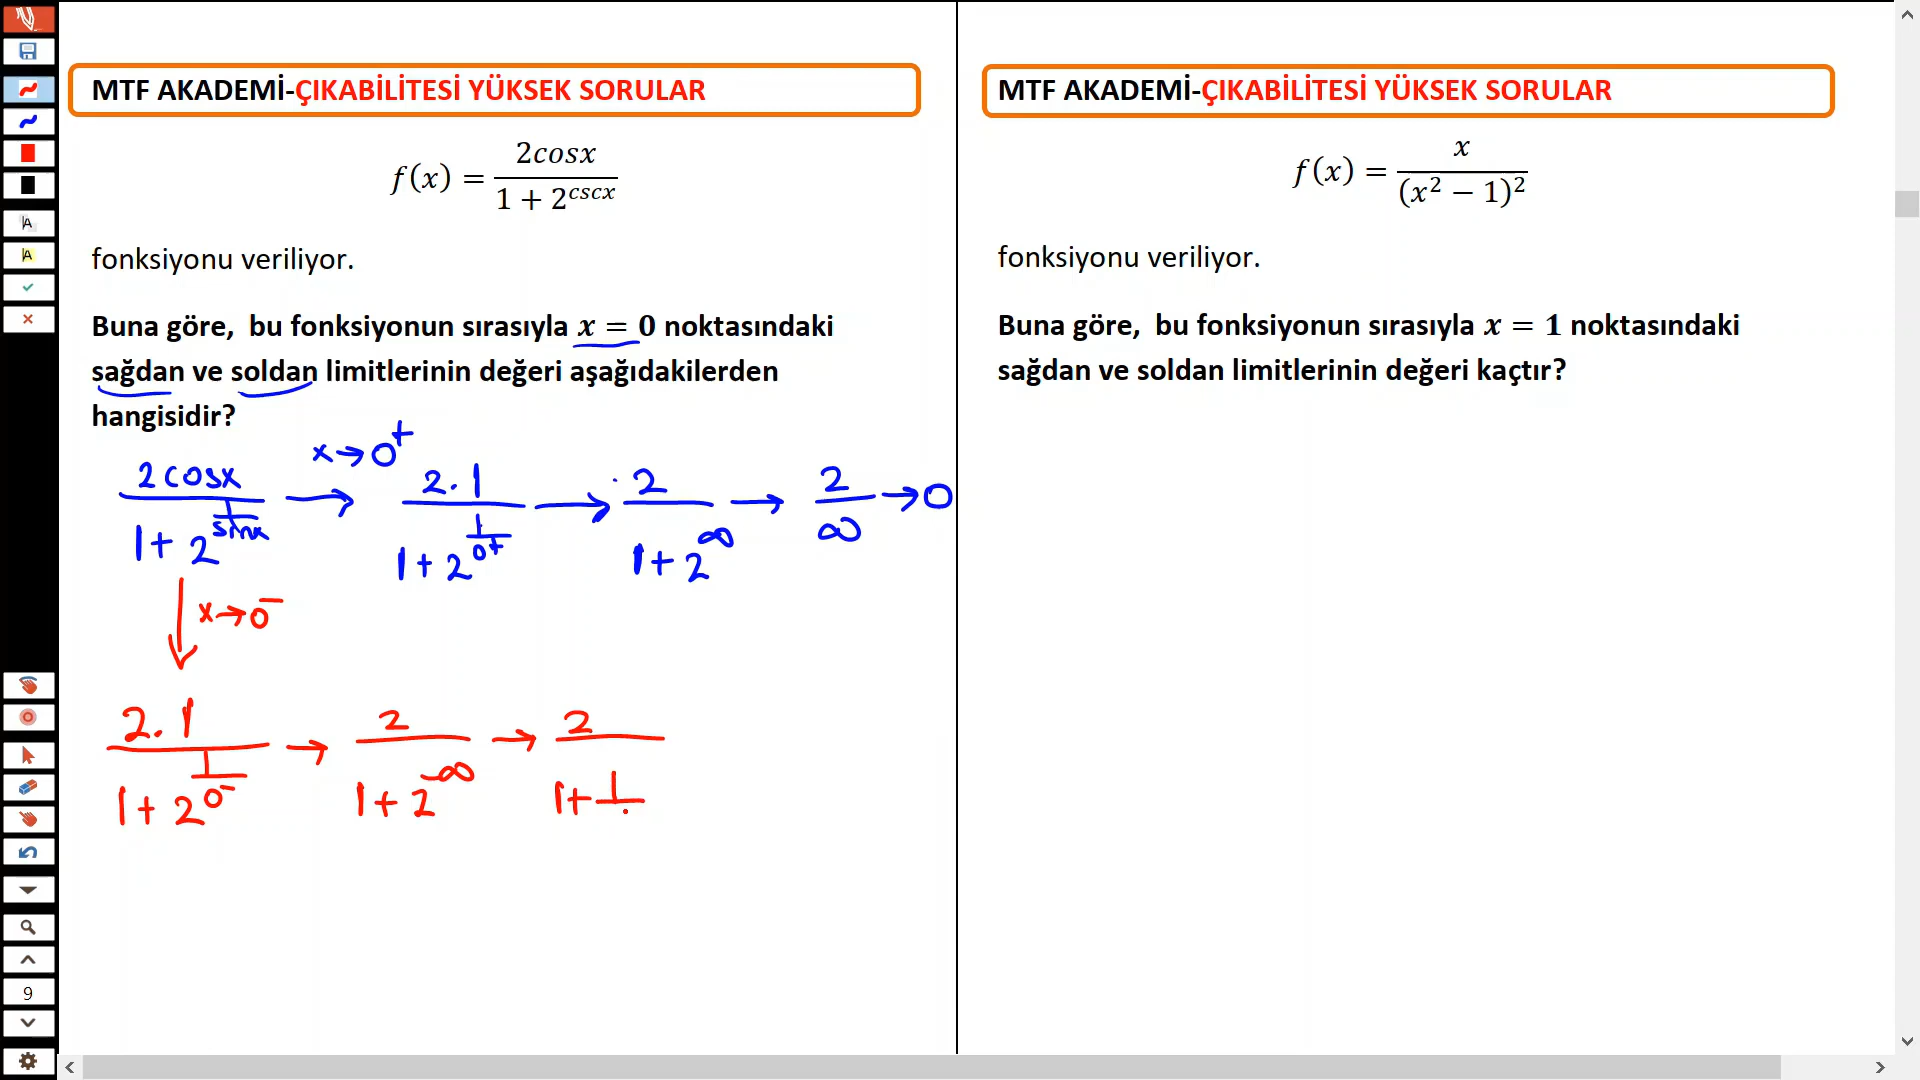 MTF AKADEMİ-ÇIKABİLİTESİ YÜKSEK SORULAR
f(x) = 2cosx / (1 + 2^cscx)
fonksiyonu veriliyor.
Buna göre, bu fonksiyonun sırasıyla x = 0 noktasındaki
sağdan ve soldan limitlerinin değeri aşağıdakilerden
hangisidir?
x → 0⁺
2cosx / (1 + 2^(1/sinx)) → 2.1 / (1 + 2^(1/0⁺)) → 2 / (1 + 2^∞) → 2/∞ → 0
x → 0⁻
2.1 / (1 + 2^(1/0⁻)) → 2 / (1 + 2^-∞) → 2 / (1 + 1/
MTF AKADEMİ-ÇIKABİLİTESİ YÜKSEK SORULAR
f(x) = x / (x² − 1)²
fonksiyonu veriliyor.
Buna göre, bu fonksiyonun sırasıyla x = 1 noktasındaki
sağdan ve soldan limitlerinin değeri kaçtır?
A
A
9